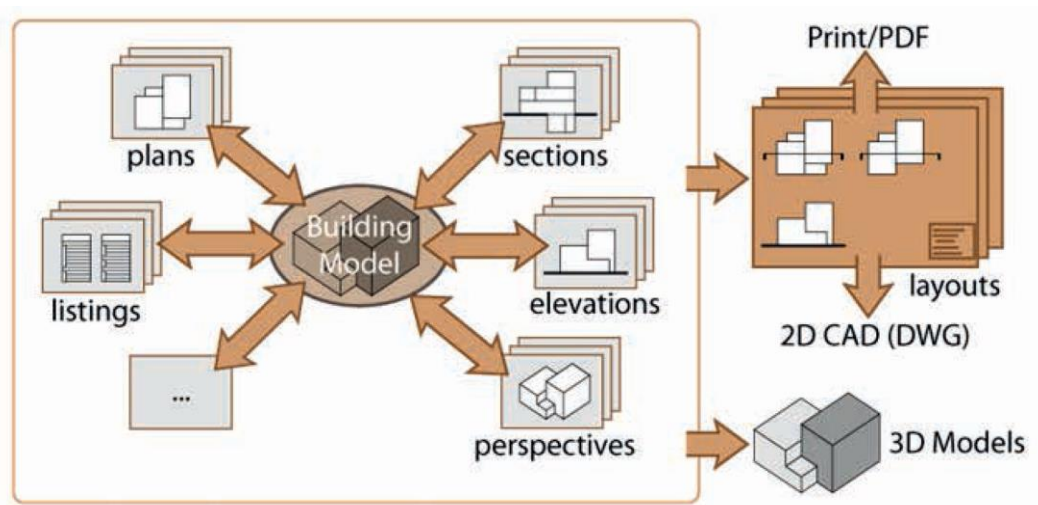 Print/PDF
plans
sections
Building
Model
listings
elevations
layouts
2D CAD (DWG)
...
perspectives
3D Models